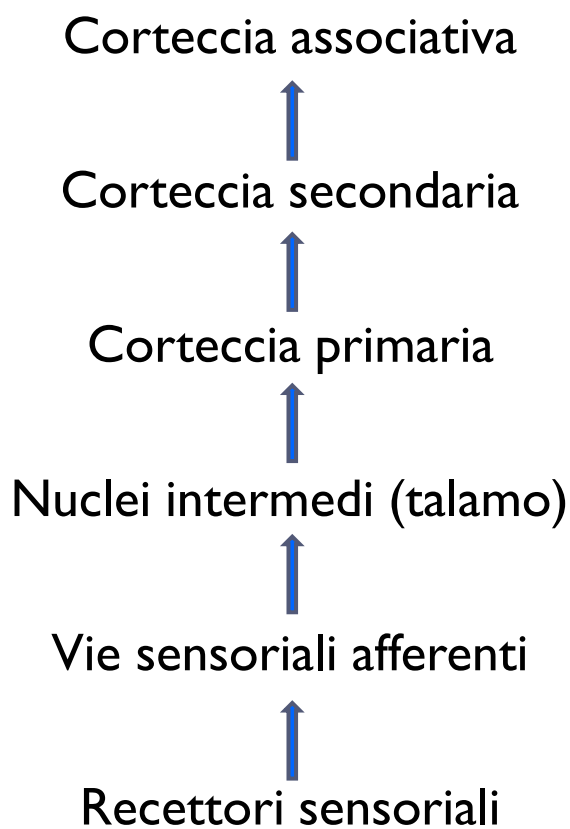 Corteccia associativa
Corteccia secondaria
Corteccia primaria
Nuclei intermedi (talamo)
Vie sensoriali afferenti
Recettori sensoriali